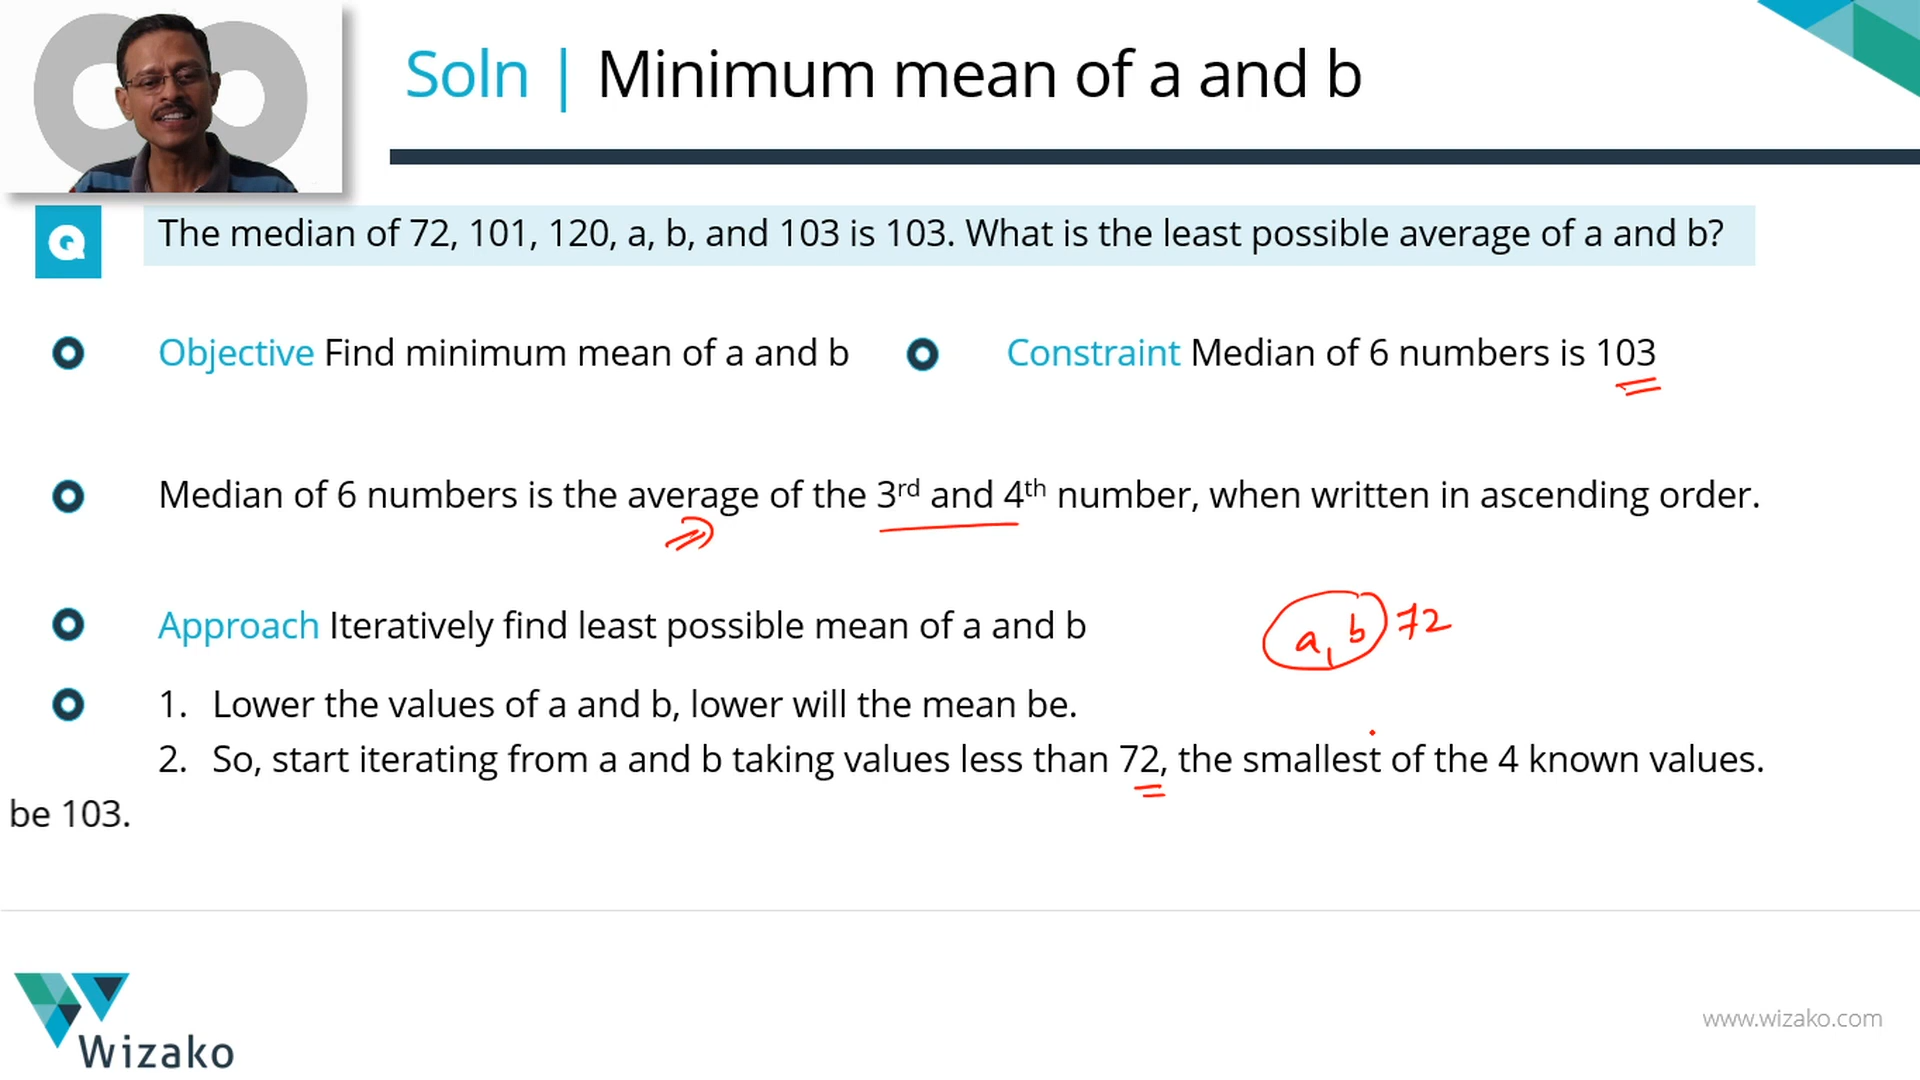 Soln | Minimum mean of a and b
Q
The median of 72, 101, 120, a, b, and 103 is 103. What is the least possible average of a and b?
Objective Find minimum mean of a and b
Constraint Median of 6 numbers is 103
Median of 6 numbers is the average of the 3rd and 4th number, when written in ascending order.
Approach Iteratively find least possible mean of a and b
a, b 72
1. Lower the values of a and b, lower will the mean be.
2. So, start iterating from a and b taking values less than 72, the smallest of the 4 known values.
be 103.
Wizako
www.wizako.com